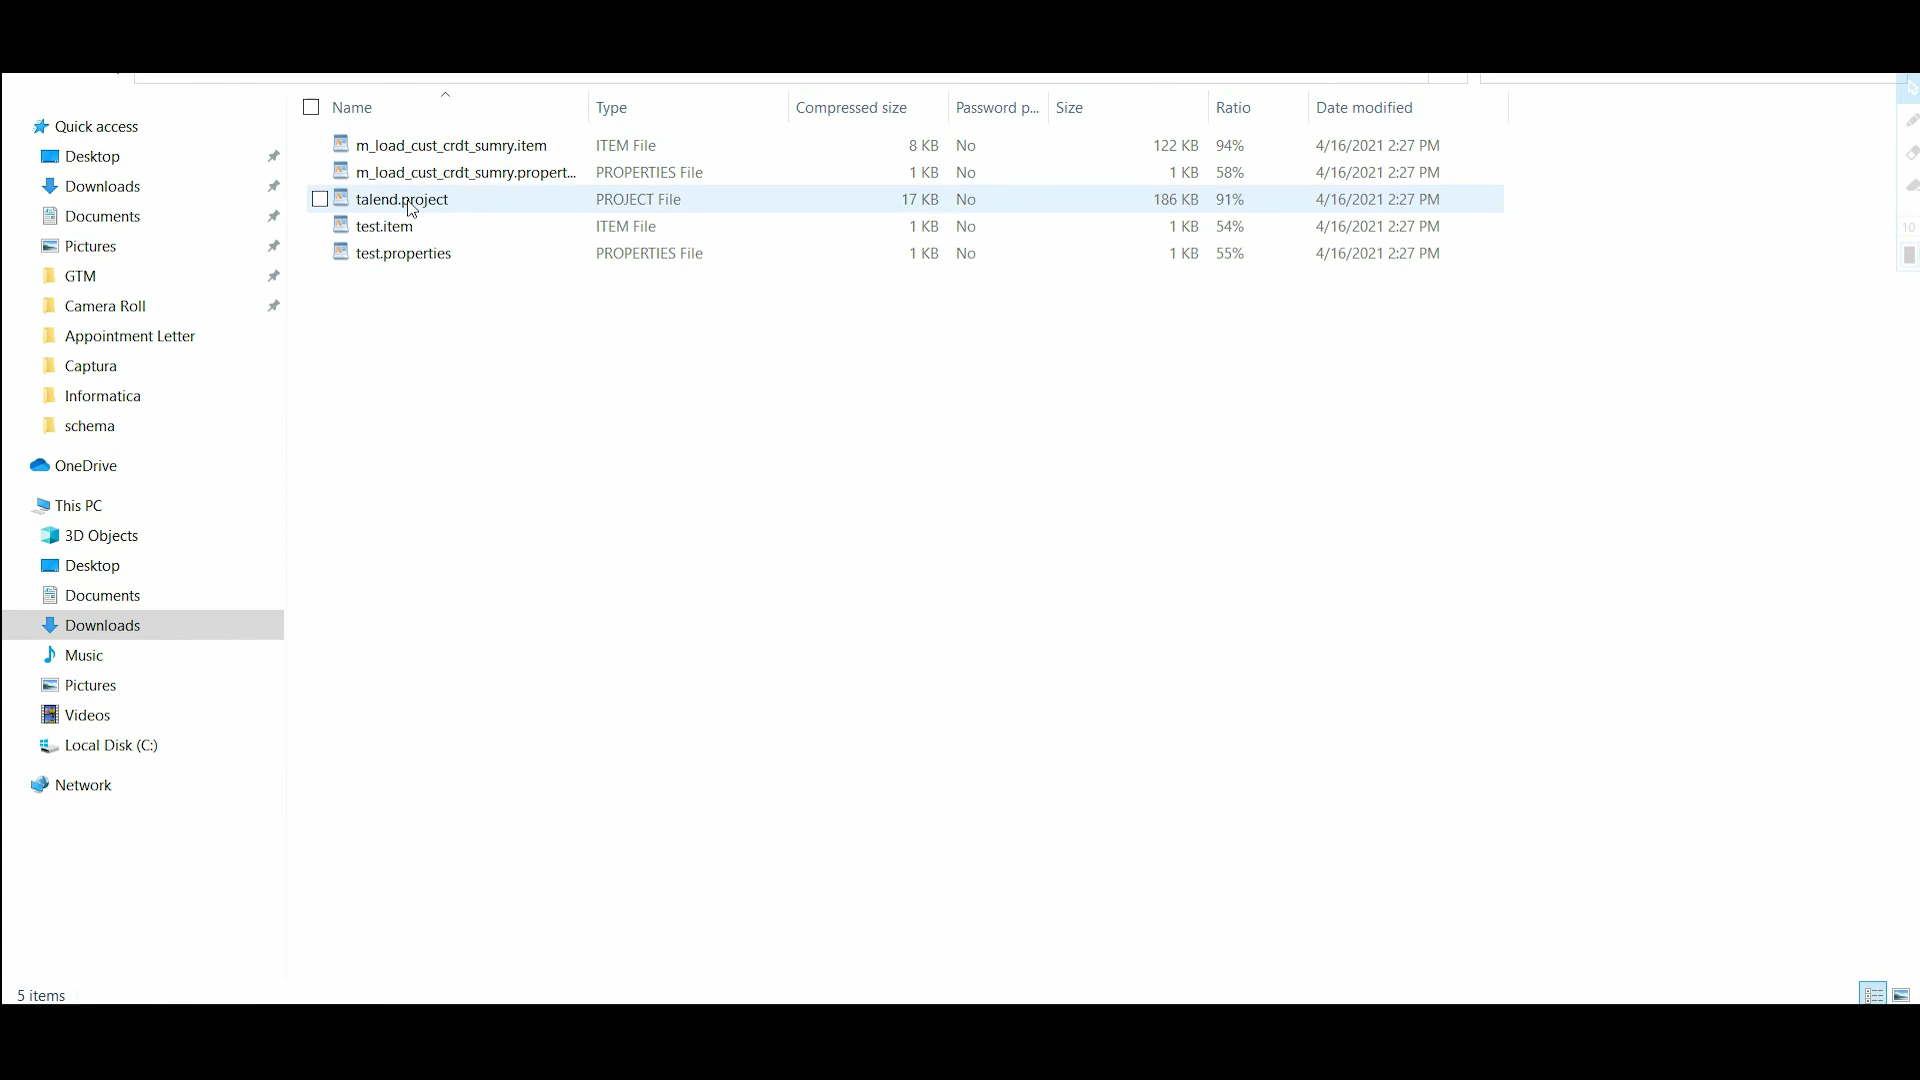 Name Type Compressed size Password p... Size Ratio Date modified
m_load_cust_crdt_sumry.item ITEM File 8 KB No 122 KB 94% 4/16/2021 2:27 PM
m_load_cust_crdt_sumry.propert... PROPERTIES File 1 KB No 1 KB 58% 4/16/2021 2:27 PM
talend.project PROJECT File 17 KB No 186 KB 91% 4/16/2021 2:27 PM
test.item ITEM File 1 KB No 1 KB 54% 4/16/2021 2:27 PM
test.properties PROPERTIES File 1 KB No 1 KB 55% 4/16/2021 2:27 PM
Quick access
Desktop
Downloads
Documents
Pictures
GTM
Camera Roll
Appointment Letter
Captura
Informatica
schema
OneDrive
This PC
3D Objects
Desktop
Documents
Downloads
Music
Pictures
Videos
Local Disk (C:)
Network
5 items
10